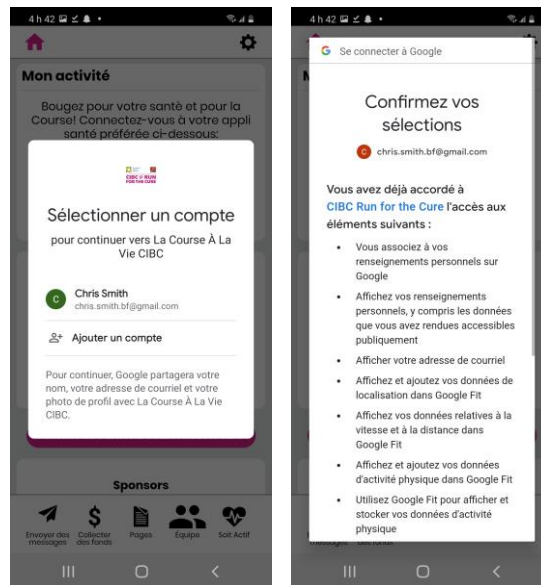 4 h 42
Mon activité
Bougez pour votre santè et pour la
Course! Connectez-vous à votre appli
santé préférée ci-dessous:
CIBC RUN
FOR THE CURE
Sélectionner un compte
pour continuer vers La Course À La
Vie CIBC
C
Chris Smith
chris.smith.bf@gmail.com
Ajouter un compte
Pour continuer, Google partagera votre
nom, votre adresse de courriel et votre
photo de profil avec La Course À La Vie
CIBC.
Sponsors
Envoyer des
messages
Collecter
des fonds
Pages
Équipe
Soit Actif
4 h 42
G Se connecter à Google
Confirmez vos
sélections
C chris.smith.bf@gmail.com
Vous avez déjà accordé à
CIBC Run for the Cure l'accès aux
éléments suivants :
• Vous associez à vos
renseignements personnels sur
Google
• Affichez vos renseignements
personnels, y compris les données
que vous avez rendues accessibles
publiquement
• Afficher votre adresse de courriel
• Affichez et ajoutez vos données de
localisation dans Google Fit
• Affichez vos données relatives à la
vitesse et à la distance dans
Google Fit
• Affichez et ajoutez vos données
d'activité physique dans Google Fit
• Utilisez Google Fit pour afficher et
stocker vos données d'activité
physique
messages des fonds